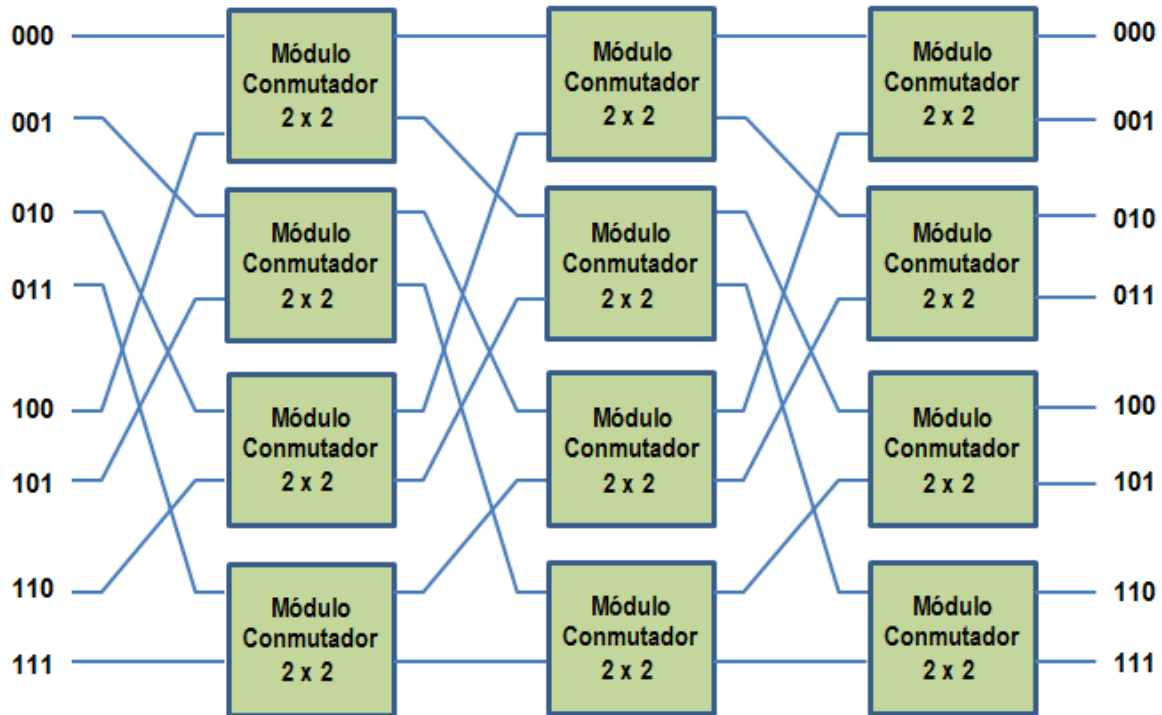 000
001
010
011
100
101
110
111
Módulo
Conmutador
2 x 2
Módulo
Conmutador
2 x 2
Módulo
Conmutador
2 x 2
Módulo
Conmutador
2 x 2
Módulo
Conmutador
2 x 2
Módulo
Conmutador
2 x 2
Módulo
Conmutador
2 x 2
Módulo
Conmutador
2 x 2
Módulo
Conmutador
2 x 2
Módulo
Conmutador
2 x 2
Módulo
Conmutador
2 x 2
Módulo
Conmutador
2 x 2
000
001
010
011
100
101
110
111